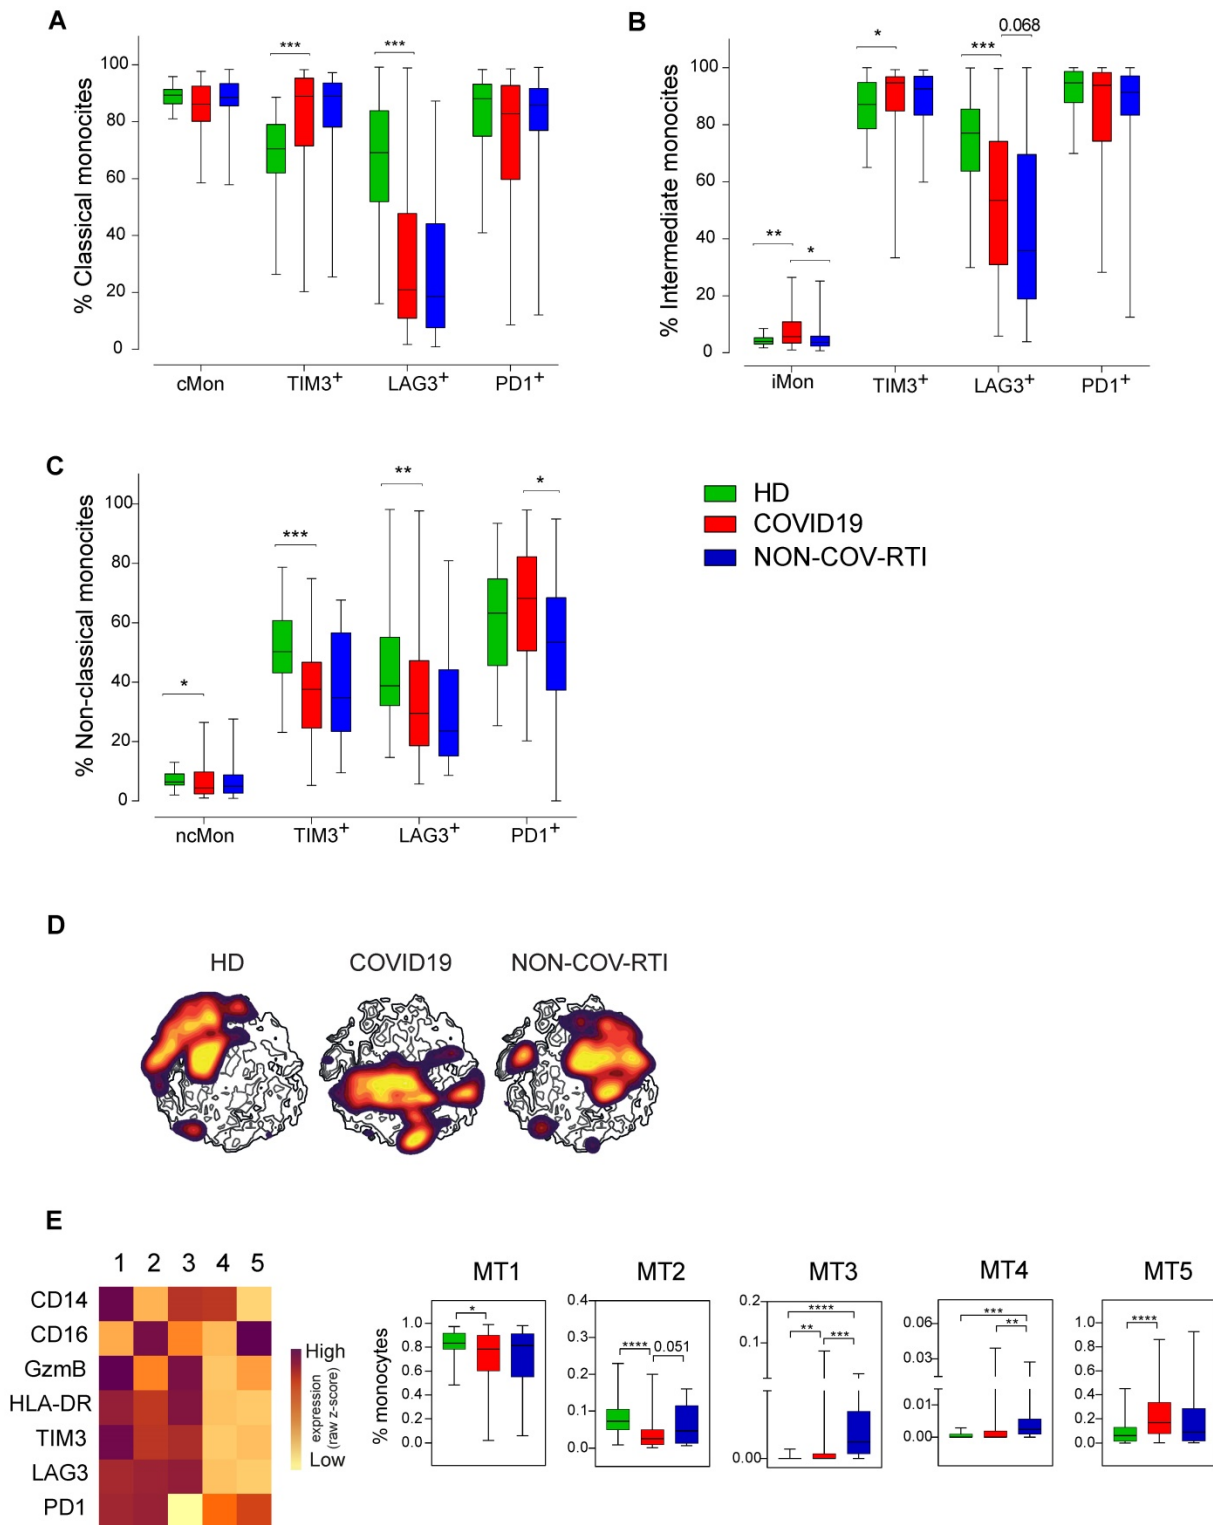 A
% Classical monocites
100
80
60
40
20
0
*** ***
cMon TIM3+ LAG3+ PD1+
B
% Intermediate monocites
100
80
60
40
20
0
** * * *** 0.068
iMon TIM3+ LAG3+ PD1+
C
% Non-classical monocites
100
80
60
40
20
0
* *** ** *
ncMon TIM3+ LAG3+ PD1+
HD
COVID19
NON-COV-RTI
D
HD COVID19 NON-COV-RTI
E
1 2 3 4 5
CD14
CD16
GzmB
HLA-DR
TIM3
LAG3
PD1
High
expression
(raw z-score)
Low
% monocytes
MT1
1.0
0.8
0.6
0.4
0.2
0.0
*
MT2
0.4
0.3
0.2
0.1
0.0
**** 0.051
MT3
0.2
0.1
0.00
****
** ***
MT4
0.06
0.03
0.01
0.00
***
**
MT5
1.0
0.8
0.6
0.4
0.2
0.0
****